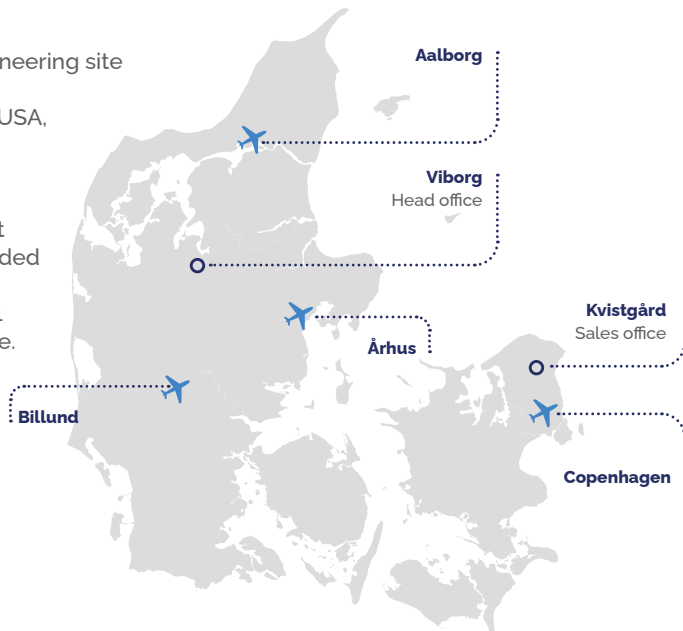 neering site
USA,
t
ded
e.
Aalborg
Viborg
Head office
Århus
Kvistgård
Sales office
Billund
Copenhagen